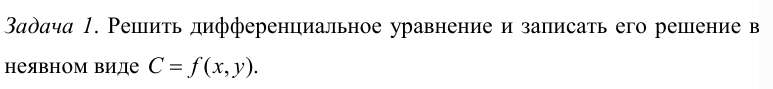 Задача 1. Решить дифференциальное уравнение и записать его решение в
неявном виде C = f(x, y).